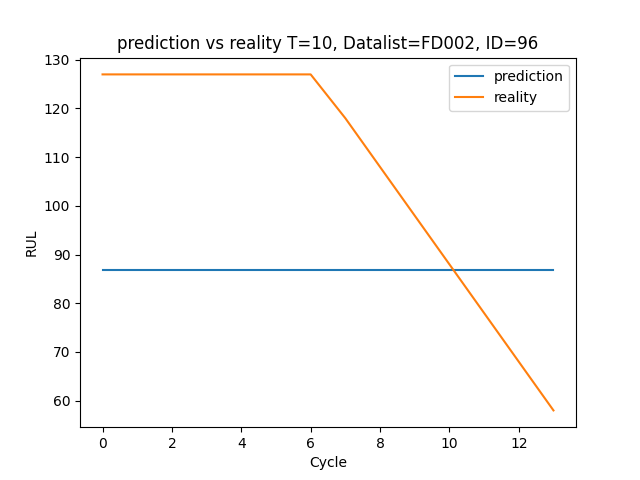 prediction vs reality T=10, Datalist=FD002, ID=96
prediction
reality
130
120
110
100
90
80
70
60
RUL
0 2 4 6 8 10 12
Cycle